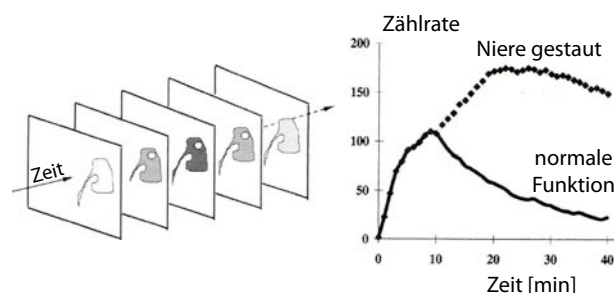 Zeit
Zählrate
200
150
100
50
0
Niere gestaut
normale
Funktion
0
10
20
30
40
Zeit [min]